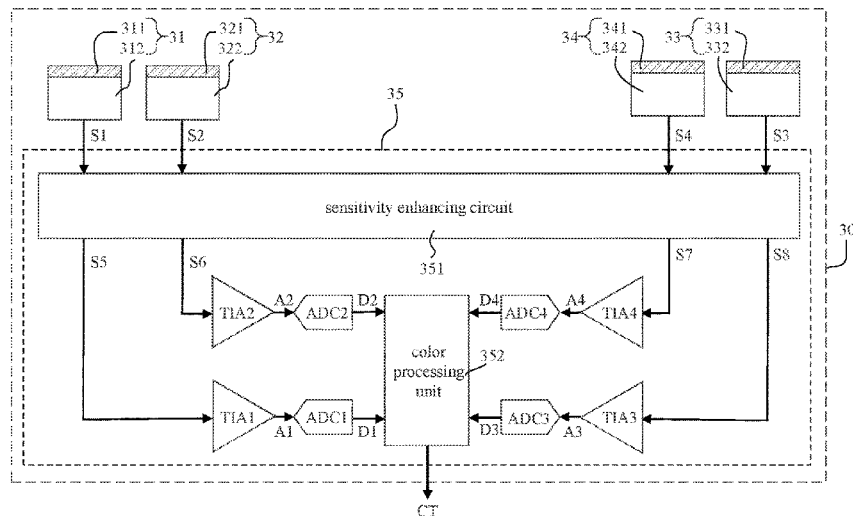 311
312
31
321
322
32
341
342
34
331
332
33
35
S1
S2
S4
S3
sensitivity enhancing circuit
351
30
S5
S6
S7
S8
TIA2
A2
ADC2
D2
D4
ADC4
A4
TIA4
color
processing
unit
352
TIA1
A1
ADC1
D1
D3
ADC3
A3
TIA3
CT